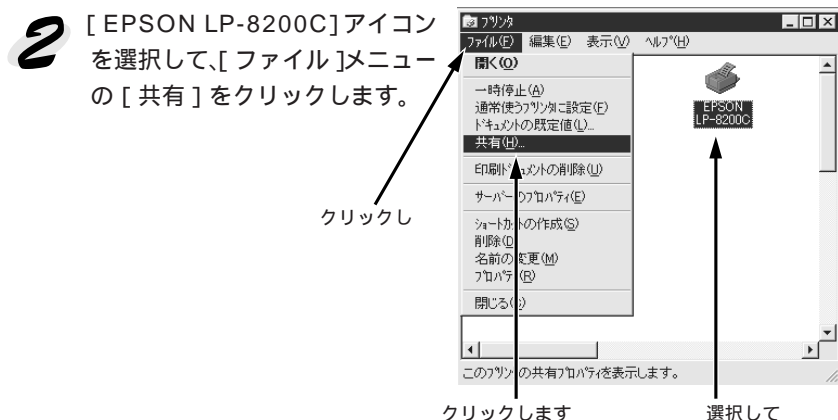 2
[ EPSON LP-8200C]アイコン
を選択して、[ ファイル ]メニュー
の [ 共有 ] をクリックします。
プリンタ
ファイル(F) 編集(E) 表示(V) ヘルプ(H)
開く(O)
一時停止(A)
通常使うプリンタに設定(F)
ドキュメントの既定値(L)...
共有(H)...
印刷ドキュメントの削除(U)
サーバーのプロパティ(E)
ショートカットの作成(S)
削除(D)
名前の変更(M)
プロパティ(R)
閉じる(C)
EPSON
LP-8200C
このプリンタの共有プロパティを表示します。
クリックし
クリックします
選択して